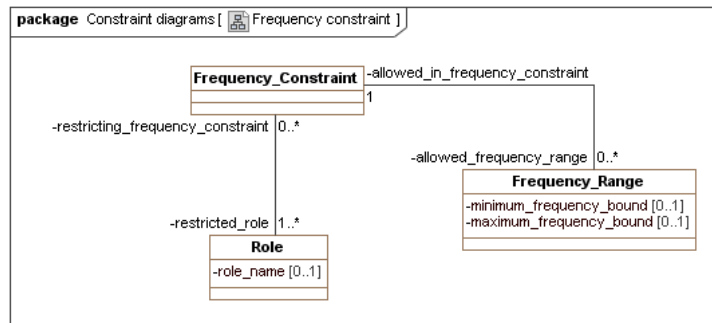 package Constraint diagrams [ Frequency constraint ]
Frequency_Constraint
-allowed_in_frequency_constraint
1
-restricting_frequency_constraint 0..*
-allowed_frequency_range 0..*
Frequency_Range
-minimum_frequency_bound [0..1]
-maximum_frequency_bound [0..1]
-restricted_role 1..*
Role
-role_name [0..1]